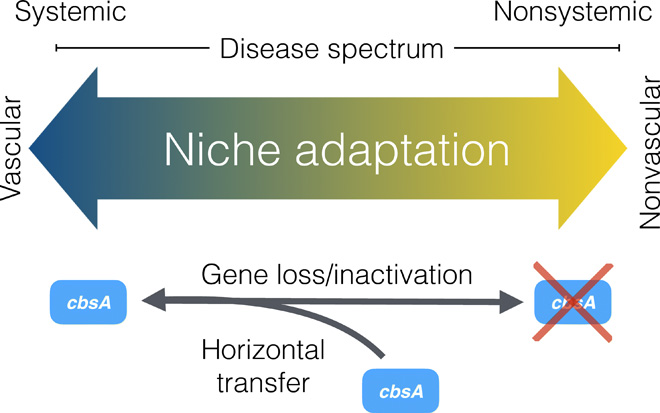 Systemic
Nonsystemic
Disease spectrum
Vascular
Niche adaptation
Nonvascular
Gene loss/inactivation
cbsA
cbsA
Horizontal
transfer
cbsA